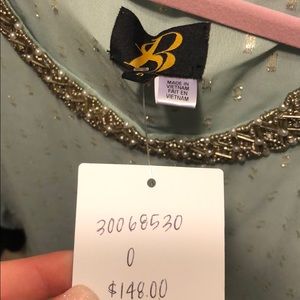 B
MADE IN
VIETNAM
FAIT EN
VIETNAM
30068530
0
$148.00